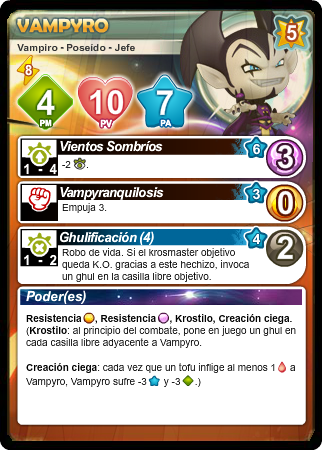 VAMPYRO
5
Vampiro - Poseído - Jefe
8
4
PM
10
PV
7
PA
Vientos Sombríos
6
3
1 - 4
-2
Vampyranquilosis
3
0
1
Empuja 3.
Ghulificación (4)
4
2
1 - 2
Robo de vida. Si el krosmaster objetivo
queda K.O. gracias a este hechizo, invoca
un ghul en la casilla libre objetivo.
Poder(es)
Resistencia , Resistencia , Krostilo, Creación ciega.
(Krostilo: al principio del combate, pone en juego un ghul en
cada casilla libre adyacente a Vampyro.
Creación ciega: cada vez que un tofu inflige al menos 1 a
Vampyro, Vampyro sufre -3 y -3 .)